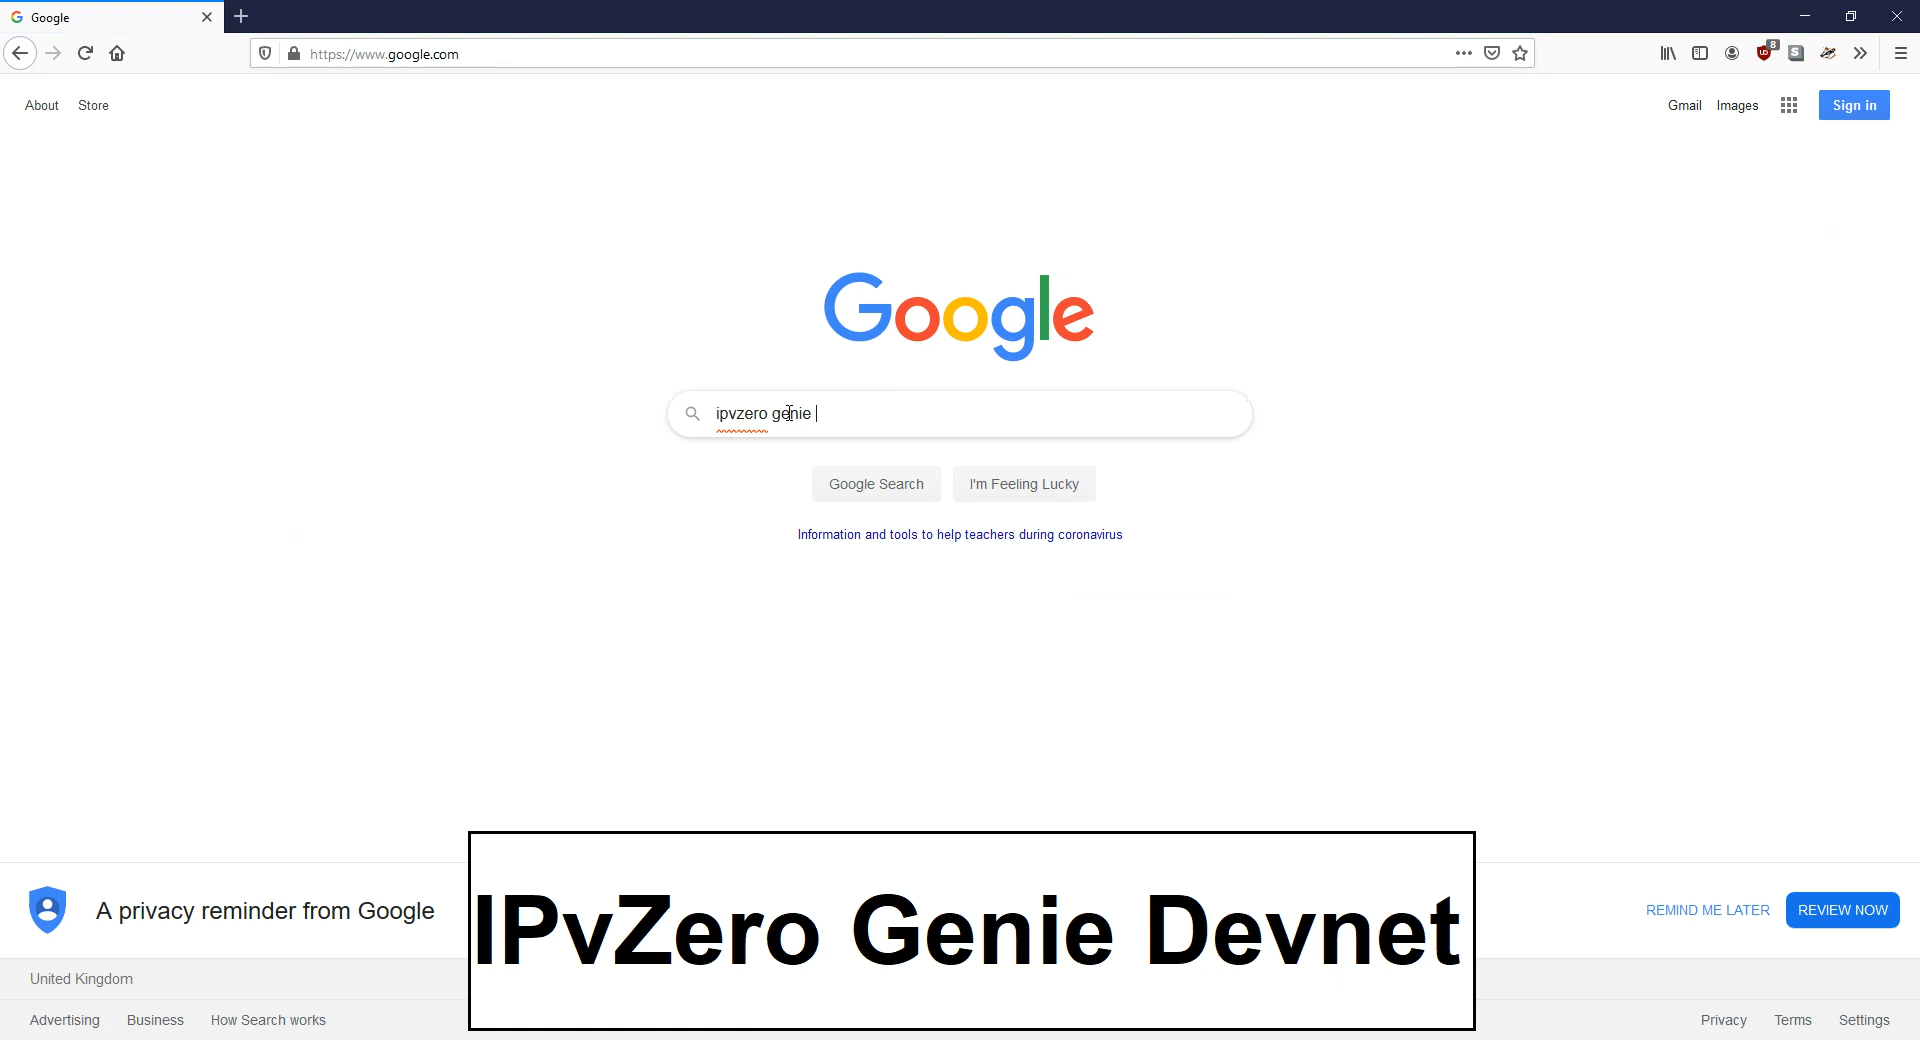 Google
https://www.google.com
8
About Store
Gmail Images Sign in
Google
ipvzero genie
Google Search I'm Feeling Lucky
Information and tools to help teachers during coronavirus
A privacy reminder from Google
REMIND ME LATER REVIEW NOW
IPvZero Genie Devnet
United Kingdom
Advertising Business How Search works
Privacy Terms Settings